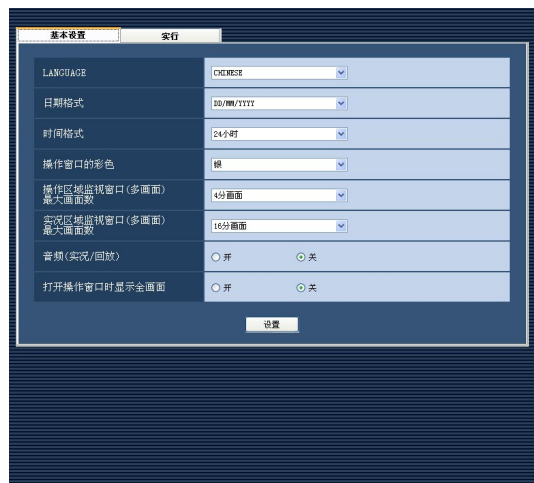 基本设置 实行
LANGUAGE CHINESE
日期格式 DD/MM/YYYY
时间格式 24小时
操作窗口的彩色 银
操作区域监视窗口(多画面)
最大画面数 4分画面
实况区域监视窗口(多画面)
最大画面数 16分画面
音频(实况/回放) 开 关
打开操作窗口时显示全画面 开 关
设置